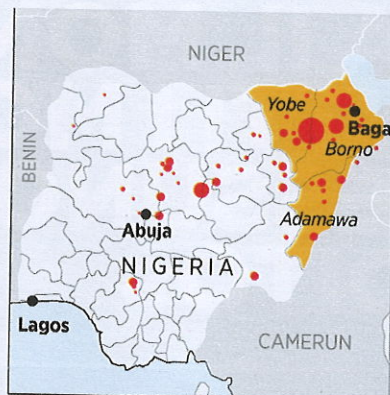 NIGER
Yobe
Baga
Borno
BENIN
Adamawa
Abuja
NIGERIA
Lagos
CAMERUN